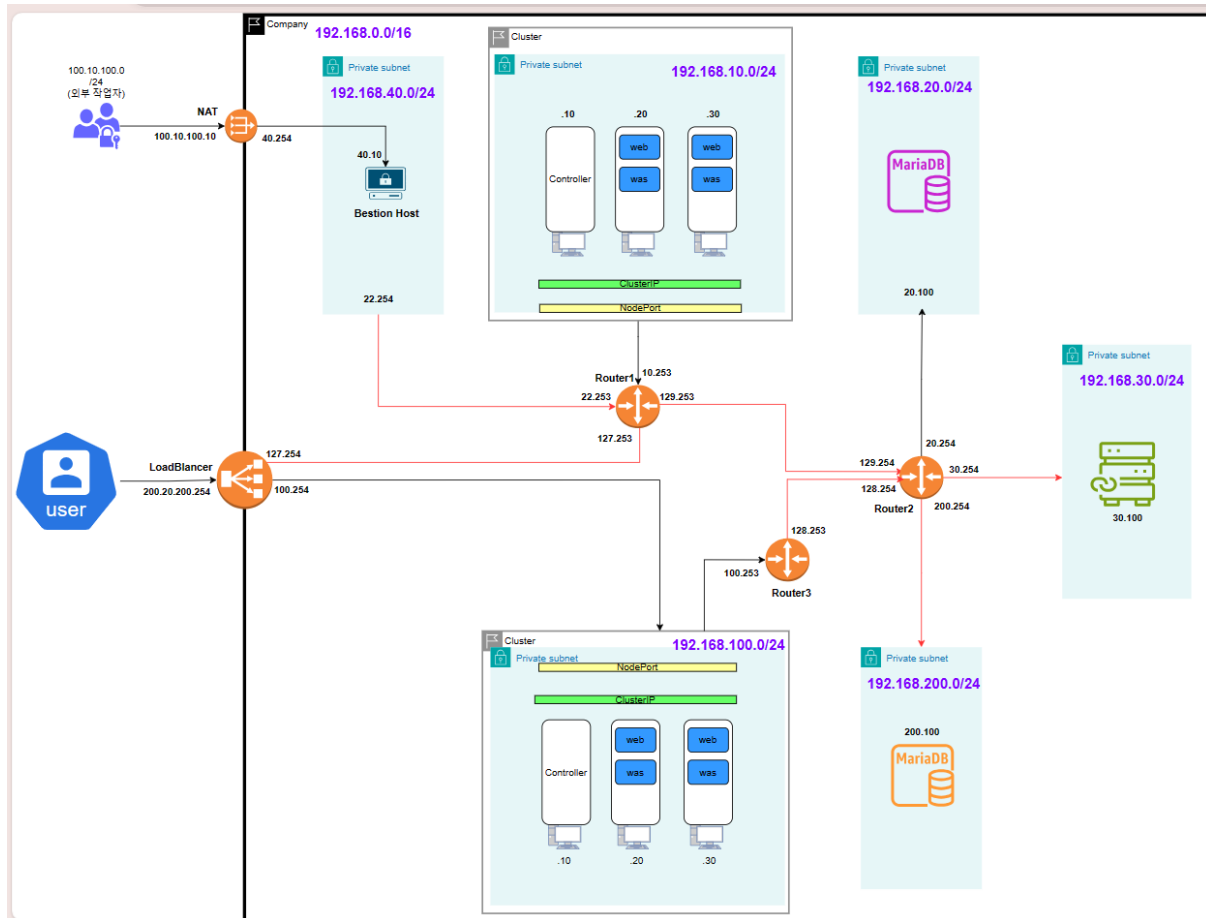 Company
192.168.0.0/16
100.10.100.0
/24
(외부 작업자)
NAT
100.10.100.10
40.254
Private subnet
192.168.40.0/24
40.10
Bestion Host
22.254
Cluster
Private subnet
192.168.10.0/24
.10
.20
.30
Controller
web
was
web
was
ClusterIP
NodePort
Private subnet
192.168.20.0/24
MariaDB
20.100
Private subnet
192.168.30.0/24
30.100
10.253
Router1
22.253
129.253
127.253
user
LoadBlancer
200.20.200.254
127.254
100.254
20.254
129.254
30.254
128.254
Router2
200.254
128.253
100.253
Router3
Cluster
192.168.100.0/24
Private subnet
NodePort
ClusterIP
Controller
web
was
web
was
.10
.20
.30
Private subnet
192.168.200.0/24
200.100
MariaDB